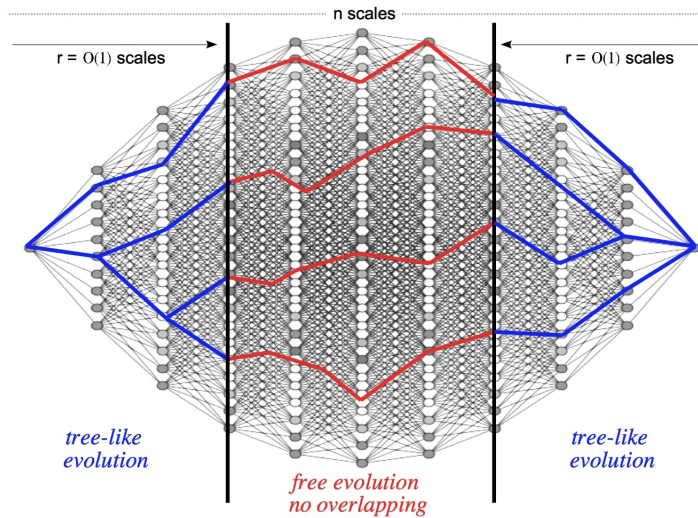 n scales
r = O(1) scales
r = O(1) scales
tree-like
evolution
free evolution
no overlapping
tree-like
evolution